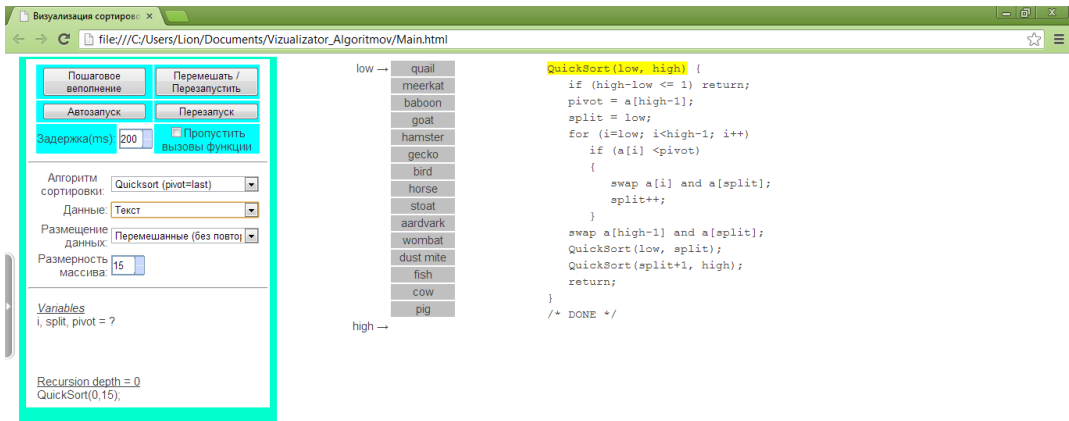 Визуализация сортирово
file:///C:/Users/Lion/Documents/Vizualizator_Algoritmov/Main.html
Пошаговое веполнение
Перемешать / Перезапустить
Автозапуск
Перезапуск
Задержка(ms): 200
Пропустить вызовы функции
Алгоритм сортировки: Quicksort (pivot=last)
Данные: Текст
Размещение данных: Перемешанные (без повтор
Размерность массива: 15
Variables
i, split, pivot = ?
Recursion depth = 0
QuickSort(0,15);
low → quail
meerkat
baboon
goat
hamster
gecko
bird
horse
stoat
aardvark
wombat
dust mite
fish
cow
pig
high →
QuickSort(low, high) {
if (high-low <= 1) return;
pivot = a[high-1];
split = low;
for (i=low; i<high-1; i++)
if (a[i] <pivot)
{
swap a[i] and a[split];
split++;
}
swap a[high-1] and a[split];
QuickSort(low, split);
QuickSort(split+1, high);
return;
}
/* DONE */